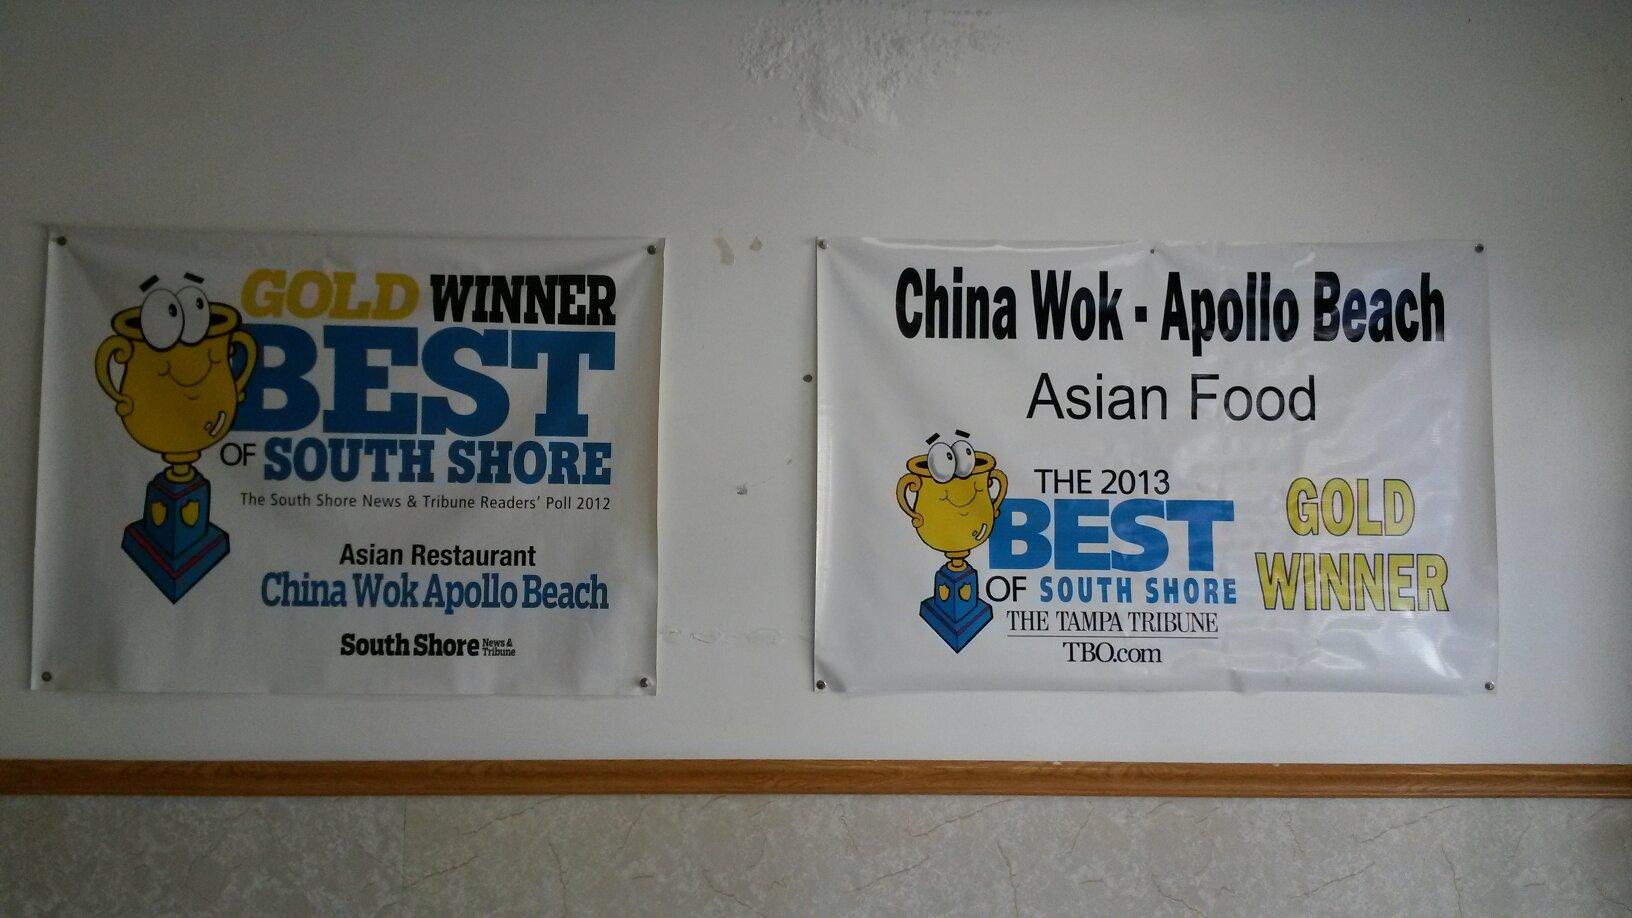 GOLD WINNER
BEST
OF SOUTH SHORE
The South Shore News & Tribune Readers' Poll 2012
Asian Restaurant
China Wok Apollo Beach
South Shore News & Tribune
China Wok - Apollo Beach
Asian Food
THE 2013
BEST
OF SOUTH SHORE
THE TAMPA TRIBUNE
TBO.com
GOLD
WINNER